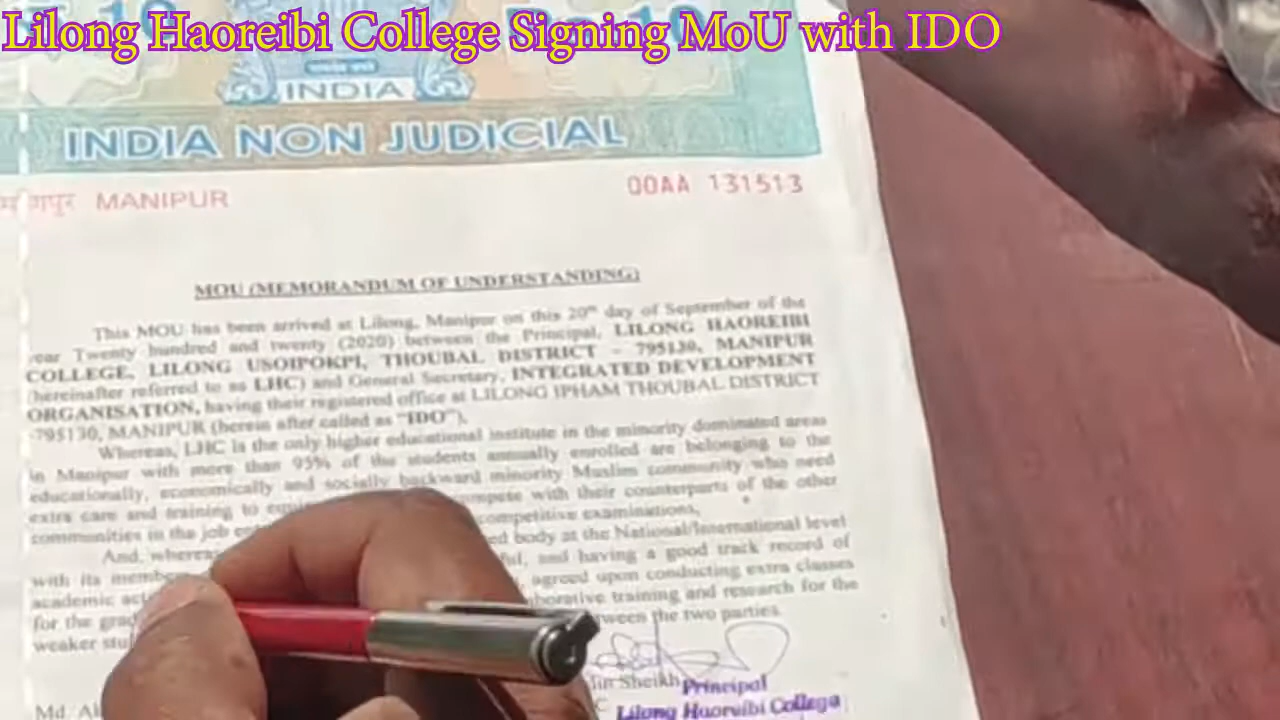 Lilong Haoreibi College Signing MoU with IDO
INDIA
INDIA NON JUDICIAL
MANIPUR
00AA 131513
MOU (MEMORANDUM OF UNDERSTANDING)
This MOU has been arrived at Lilong, Manipur on this 20th day of September of the
year Twenty hundred and twenty (2020) between the Principal, LILONG HAOREIBI
COLLEGE, LILONG USOIPOKPI, THOUBAL DISTRICT - 795130, MANIPUR
(hereinafter referred to as LHC) and General Secretary, INTEGRATED DEVELOPMENT
ORGANISATION, having their registered office at LILONG IPHAM THOUBAL DISTRICT
-795130, MANIPUR (herein after called as "IDO").
Whereas, LHC is the only higher educational institute in the minority dominated areas
in Manipur with more than 95% of the students annually enrolled are belonging to the
educationally, economically and socially backward minority Muslim community who need
extra care and training to compete with their counterparts of the other
communities in the job competitive examinations.
And, whereas body at the National/International level
with its and having a good track record of
academic agreed upon conducting extra classes
for the training and research for the
weaker between the two parties.
Sheikh
Principal
Md.
Lilong Haoreibi College